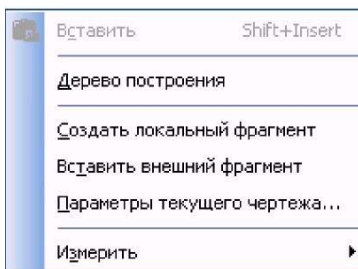 Вставить Shift+Insert
Дерево построения
Создать локальный фрагмент
Вставить внешний фрагмент
Параметры текущего чертежа...
Измерить